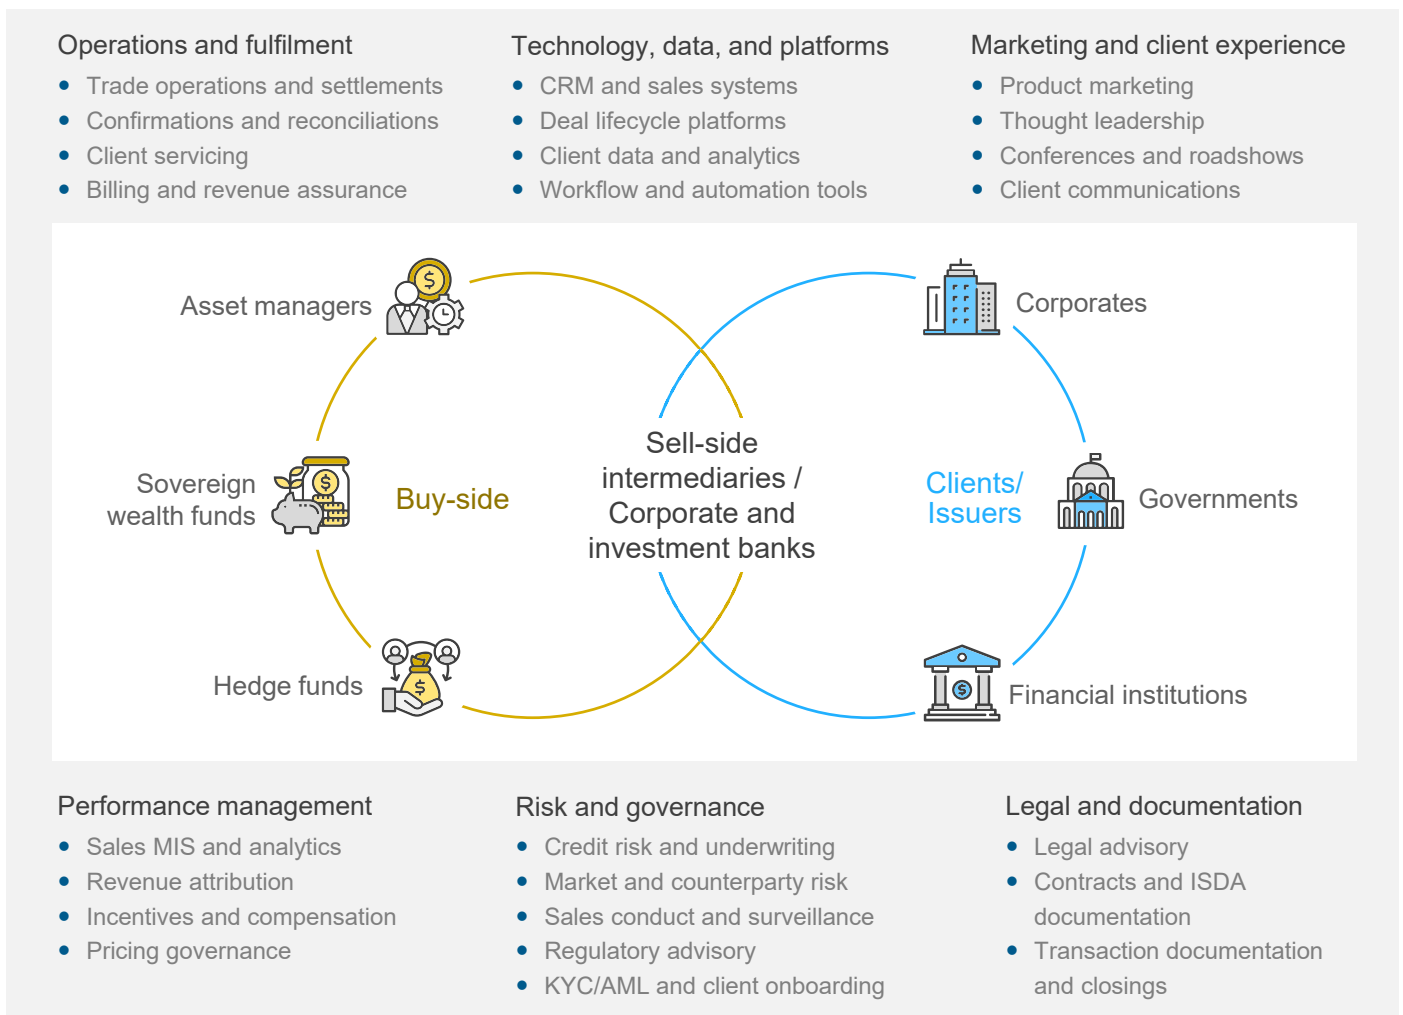 Operations and fulfilment
Trade operations and settlements
Confirmations and reconciliations
Client servicing
Billing and revenue assurance
Technology, data, and platforms
CRM and sales systems
Deal lifecycle platforms
Client data and analytics
Workflow and automation tools
Marketing and client experience
Product marketing
Thought leadership
Conferences and roadshows
Client communications
Asset managers
Sovereign
wealth funds
Hedge funds
Buy-side
Sell-side
intermediaries /
Corporate and
investment banks
Clients/
Issuers
Corporates
Governments
Financial institutions
Performance management
Sales MIS and analytics
Revenue attribution
Incentives and compensation
Pricing governance
Risk and governance
Credit risk and underwriting
Market and counterparty risk
Sales conduct and surveillance
Regulatory advisory
KYC/AML and client onboarding
Legal and documentation
Legal advisory
Contracts and ISDA
documentation
Transaction documentation
and closings